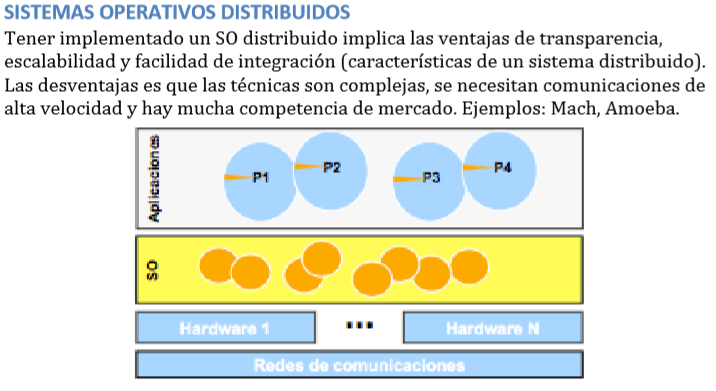 SISTEMAS OPERATIVOS DISTRIBUIDOS
Tener implementado un SO distribuido implica las ventajas de transparencia,
escalabilidad y facilidad de integración (características de un sistema distribuido).
Las desventajas es que las técnicas son complejas, se necesitan comunicaciones de
alta velocidad y hay mucha competencia de mercado. Ejemplos: Mach, Amoeba.
Aplicaciones
P1
P2
P3
P4
SO
Hardware 1
...
Hardware N
Redes de comunicaciones